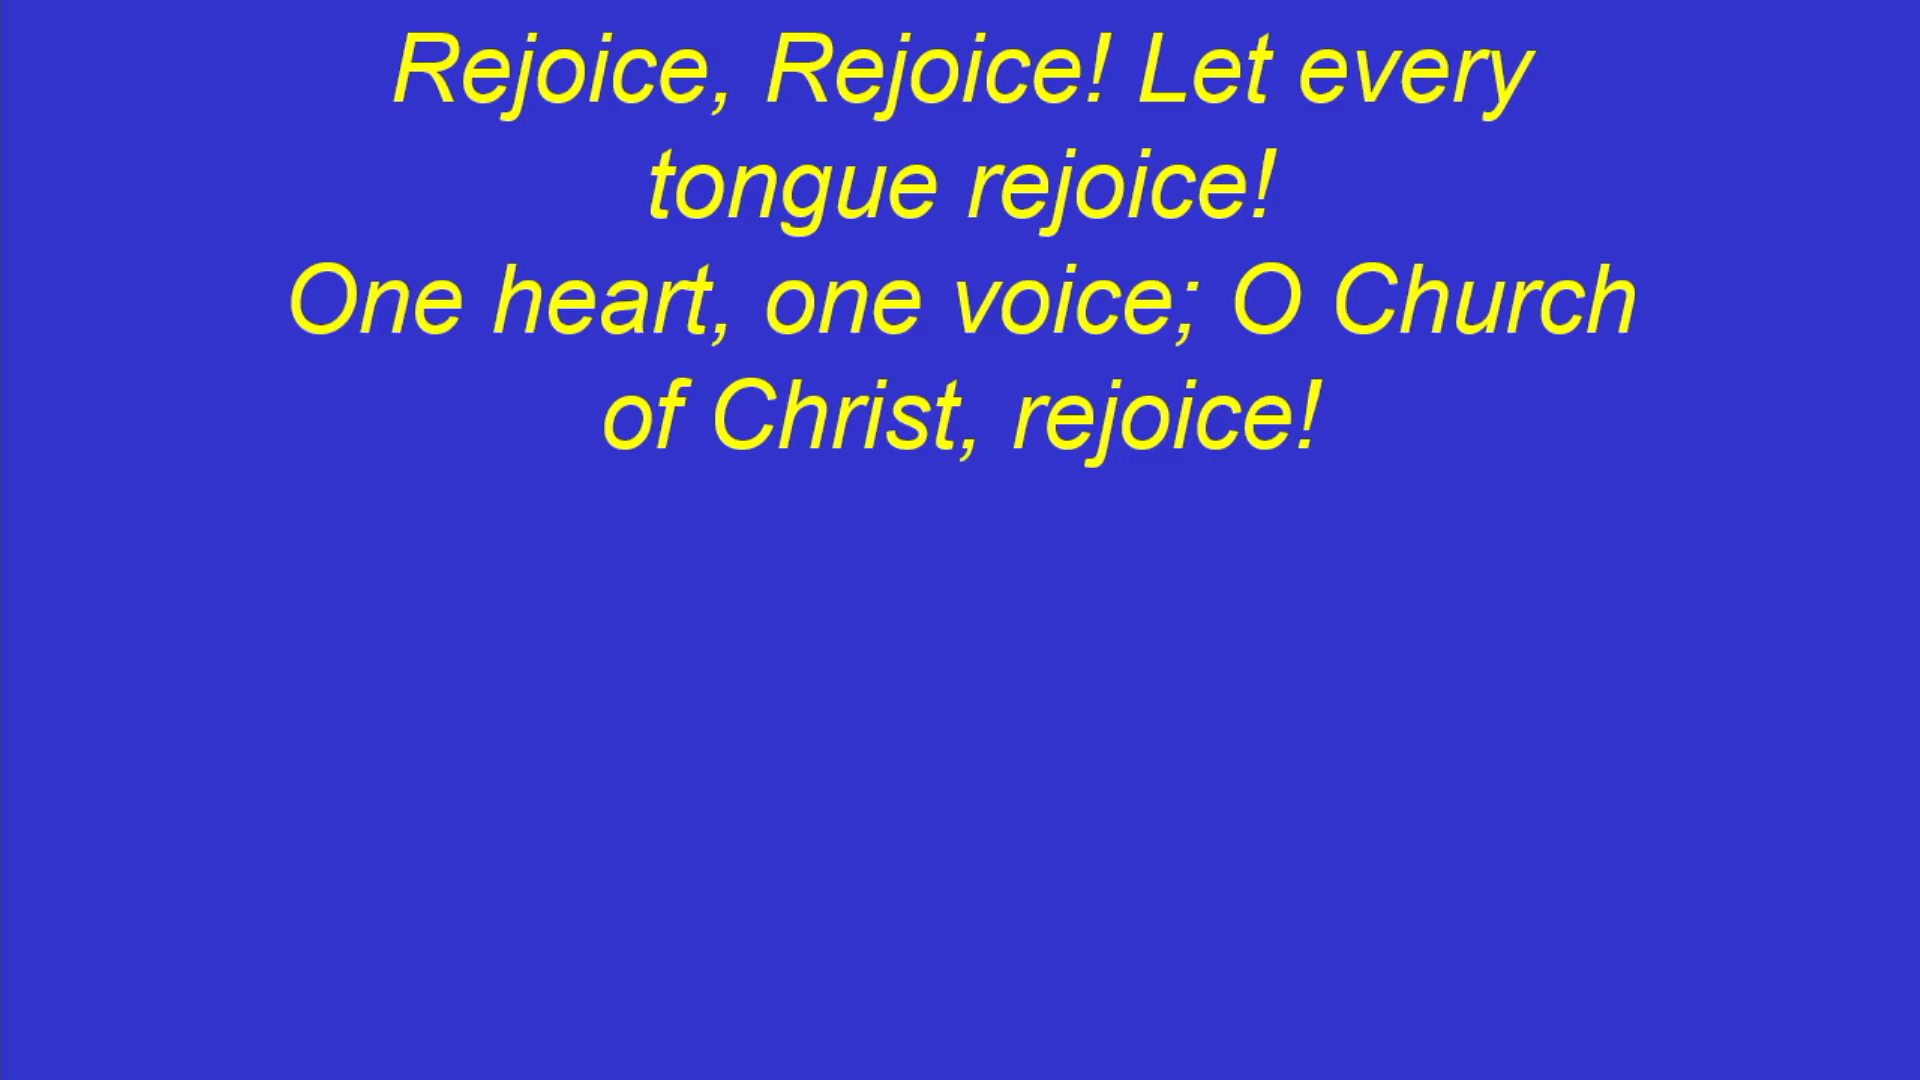 Rejoice, Rejoice! Let every
tongue rejoice!
One heart, one voice; O Church
of Christ, rejoice!